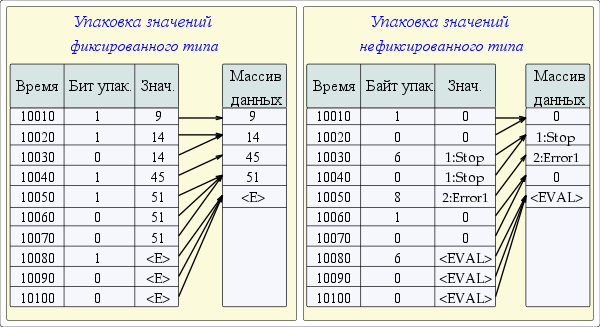 Упаковка значений
фиксированного типа
Время Бит упак. Знач. Массив данных
10010 1 9 9
10020 1 14 14
10030 0 14 45
10040 1 45 51
10050 1 51 <E>
10060 0 51
10070 0 51
10080 1 <E>
10090 0 <E>
10100 0 <E>
Упаковка значений
нефиксированного типа
Время Байт упак. Знач. Массив данных
10010 1 0 0
10020 0 0 1:Stop
10030 6 1:Stop 2:Error1
10040 0 1:Stop 0
10050 8 2:Error1 <EVAL>
10060 1 0
10070 0 0
10080 6 <EVAL>
10090 0 <EVAL>
10100 0 <EVAL>